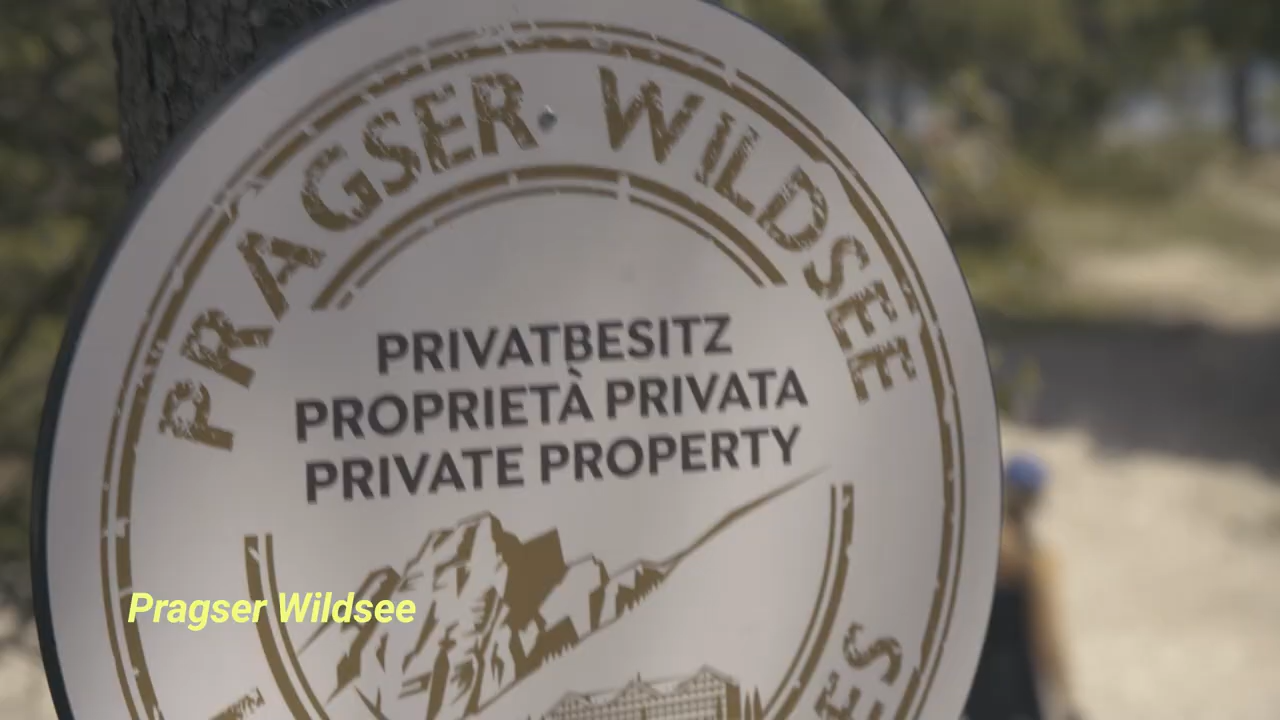 PRAGSER WILDSEE
PRIVATBESITZ
PROPRIETÀ PRIVATA
PRIVATE PROPERTY
Pragser Wildsee